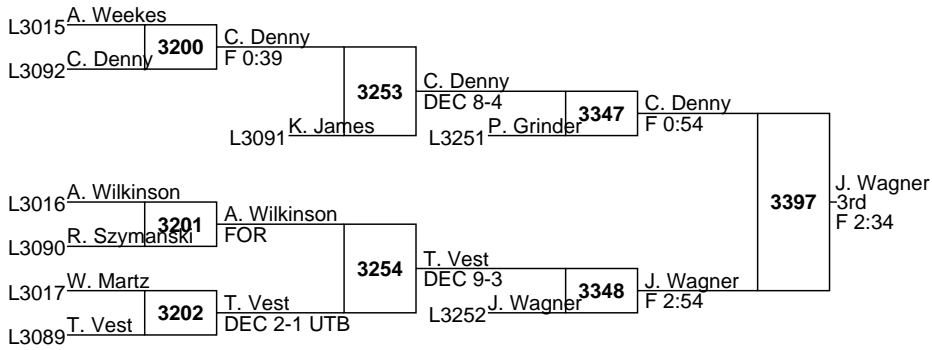 L3015 A. Weekes
3200
C. Denny
F 0:39
L3092 C. Denny
3253
C. Denny
DEC 8-4
L3091 K. James
3347
C. Denny
F 0:54
L3251 P. Grinder
L3016 A. Wilkinson
3201
A. Wilkinson
FOR
L3090 R. Szymanski
3254
T. Vest
DEC 9-3
L3017 W. Martz
3202
T. Vest
DEC 2-1 UTB
L3089 T. Vest
L3252 J. Wagner
3348
J. Wagner
F 2:54
3397
J. Wagner
3rd
F 2:34